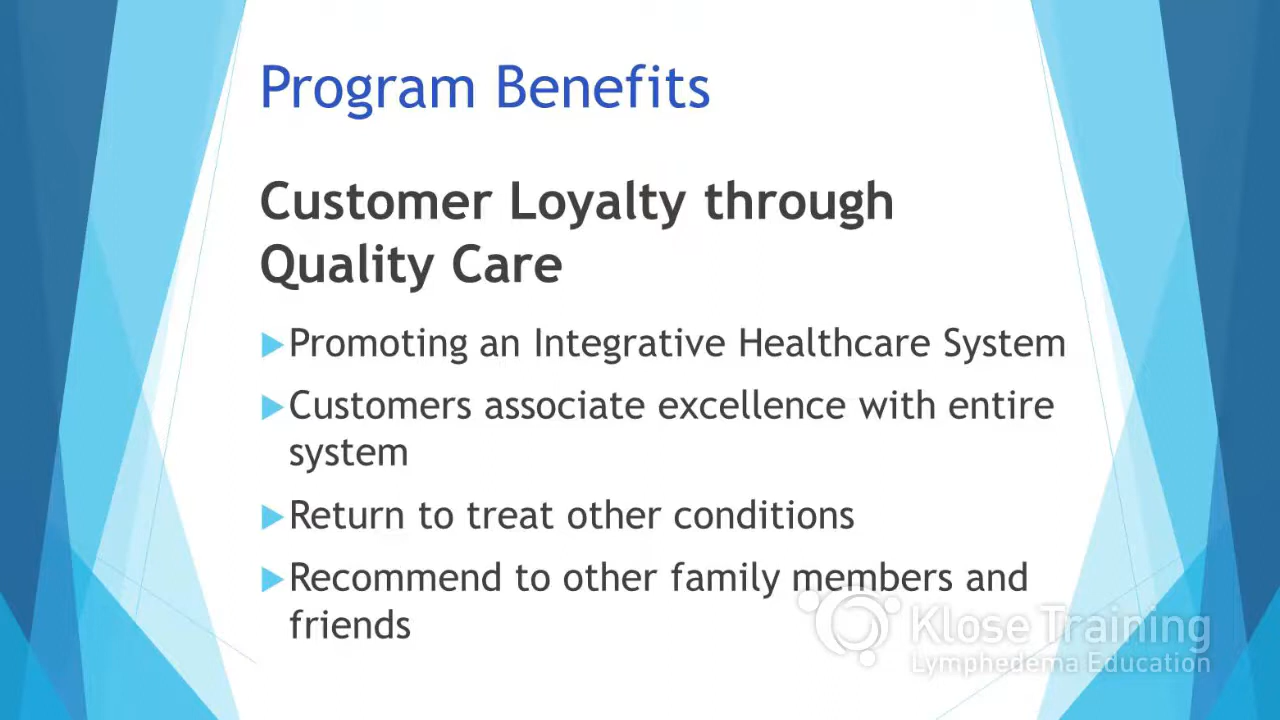 Program Benefits
Customer Loyalty through
Quality Care
Promoting an Integrative Healthcare System
Customers associate excellence with entire
system
Return to treat other conditions
Recommend to other family members and
friends
Klose Training
Lymphedema Education